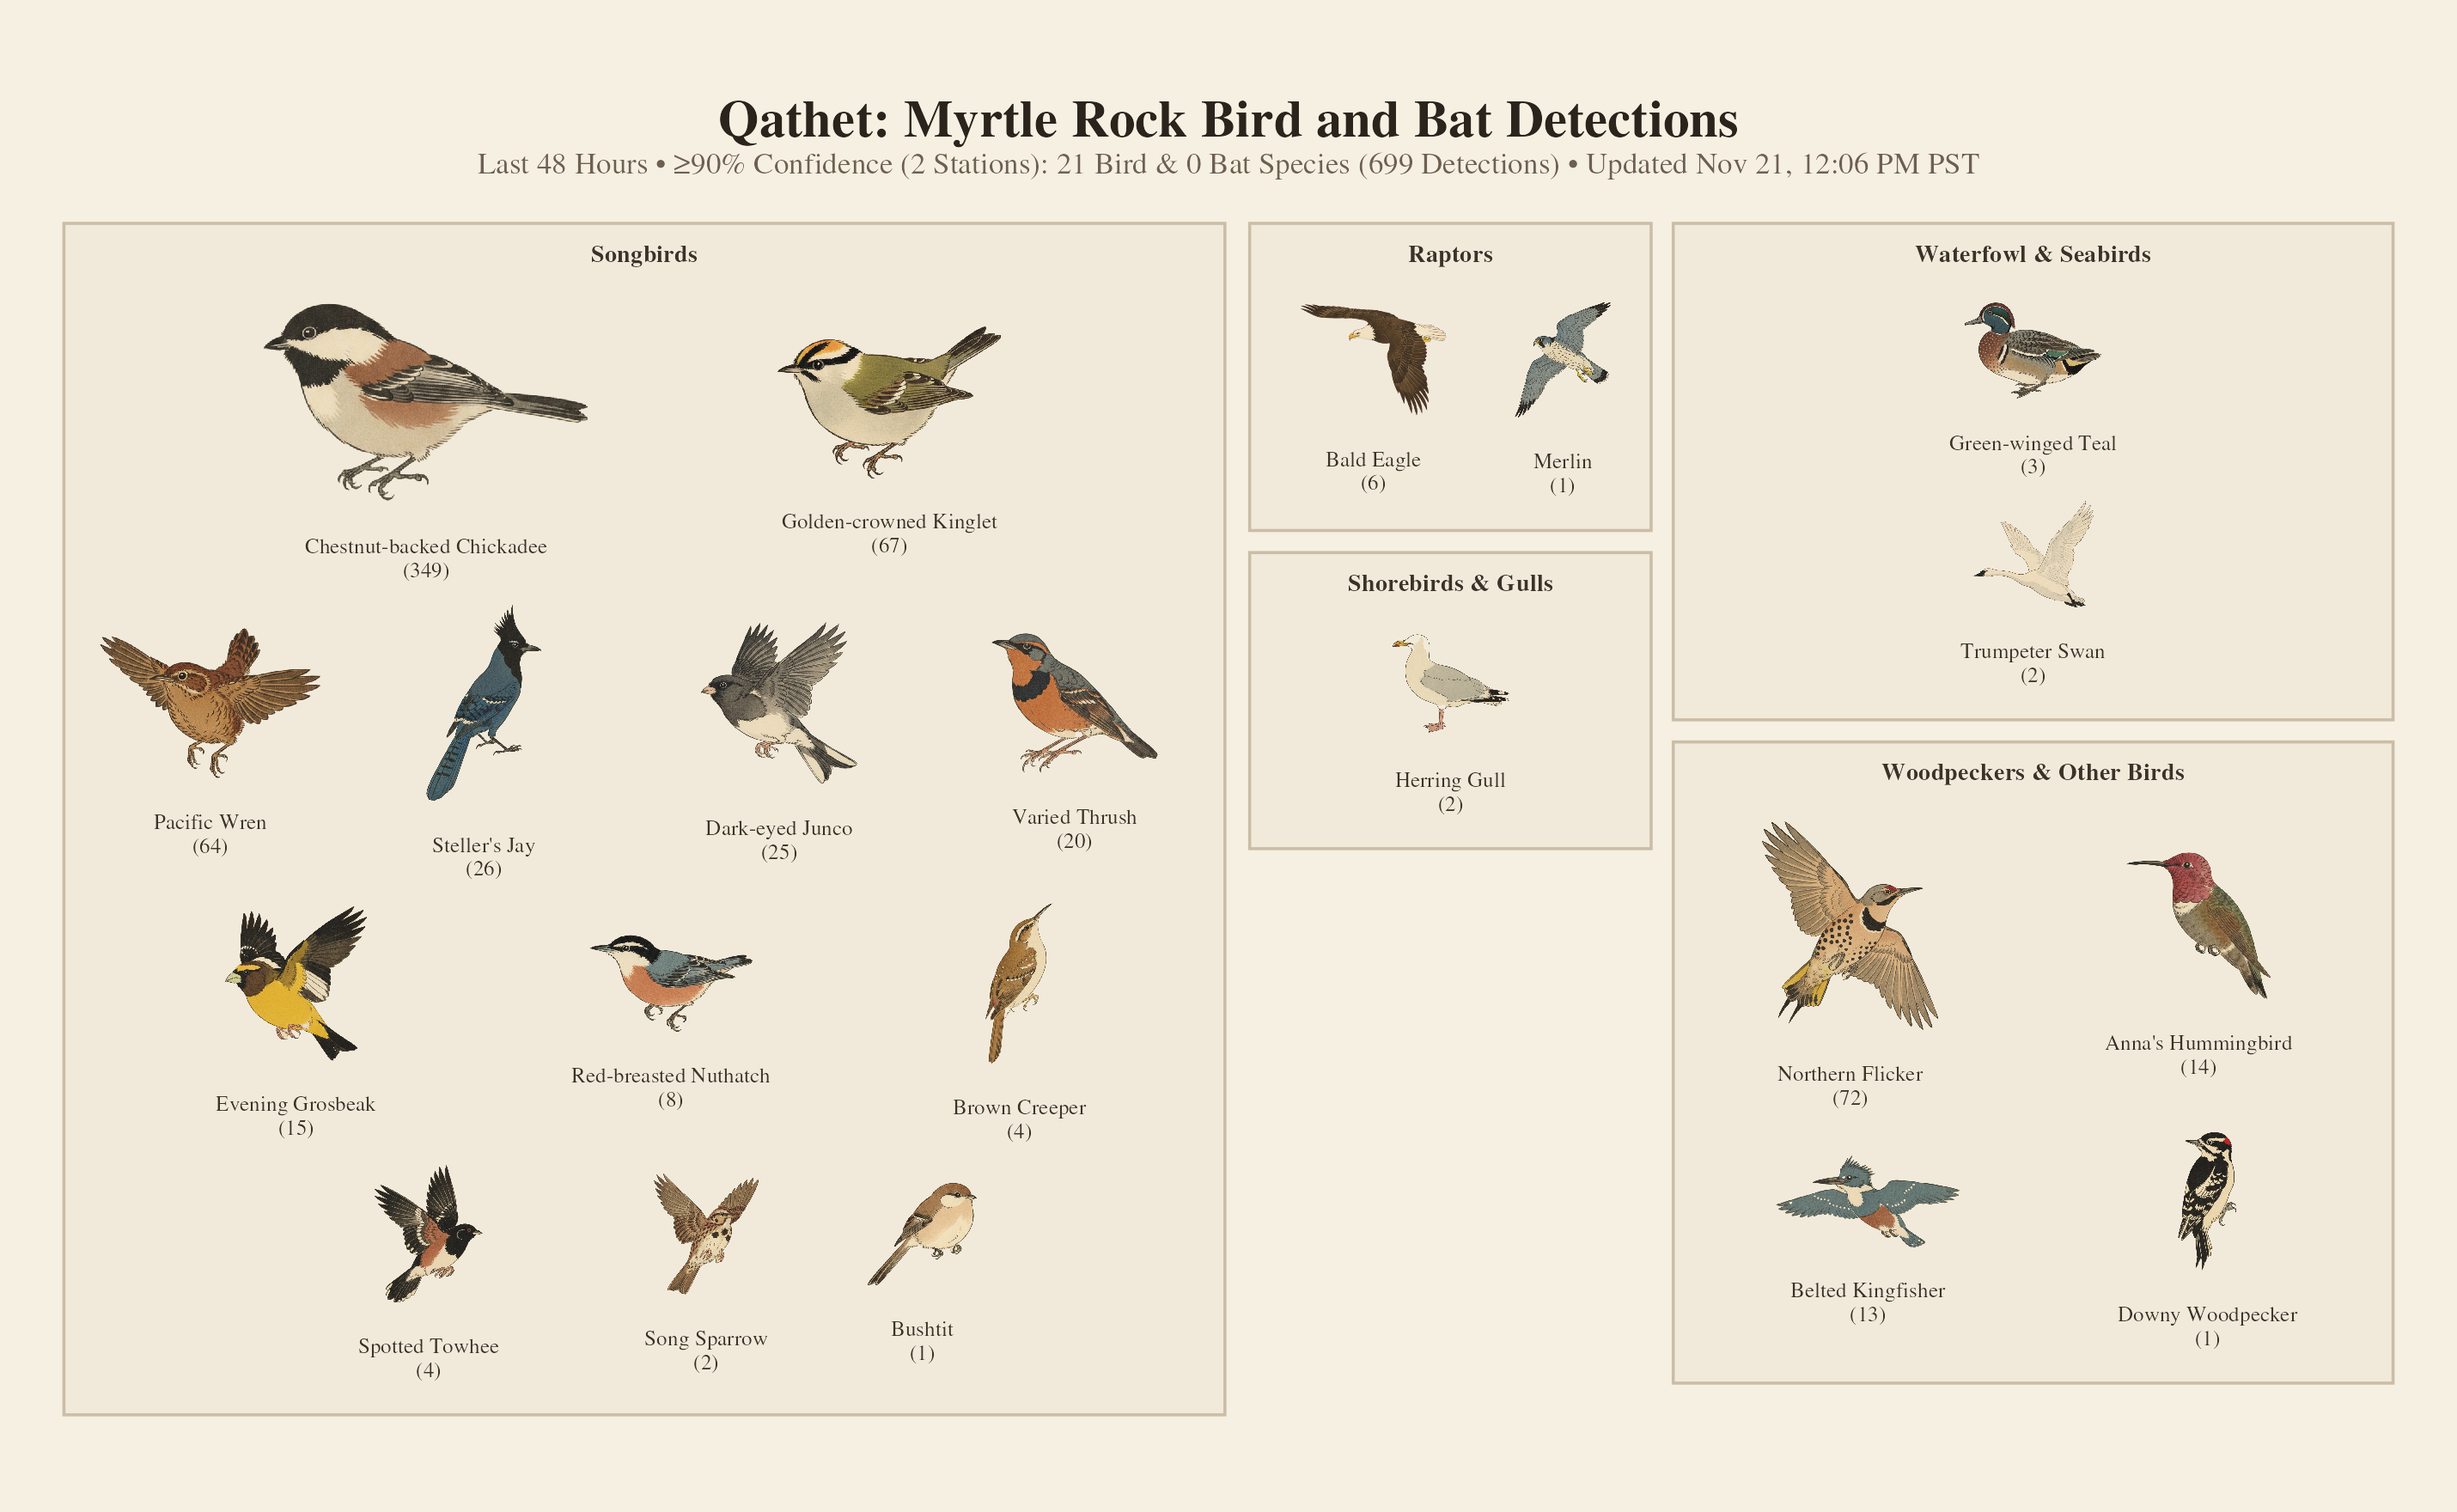 Qathet: Myrtle Rock Bird and Bat Detections
Last 48 Hours • ≥90% Confidence (2 Stations): 21 Bird & 0 Bat Species (699 Detections) • Updated Nov 21, 12:06 PM PST
Songbirds
Chestnut-backed Chickadee
(349)
Golden-crowned Kinglet
(67)
Pacific Wren
(64)
Steller's Jay
(26)
Dark-eyed Junco
(25)
Varied Thrush
(20)
Evening Grosbeak
(15)
Red-breasted Nuthatch
(8)
Brown Creeper
(4)
Spotted Towhee
(4)
Song Sparrow
(2)
Bushtit
(1)
Raptors
Bald Eagle
(6)
Merlin
(1)
Shorebirds & Gulls
Herring Gull
(2)
Waterfowl & Seabirds
Green-winged Teal
(3)
Trumpeter Swan
(2)
Woodpeckers & Other Birds
Northern Flicker
(72)
Anna's Hummingbird
(14)
Belted Kingfisher
(13)
Downy Woodpecker
(1)